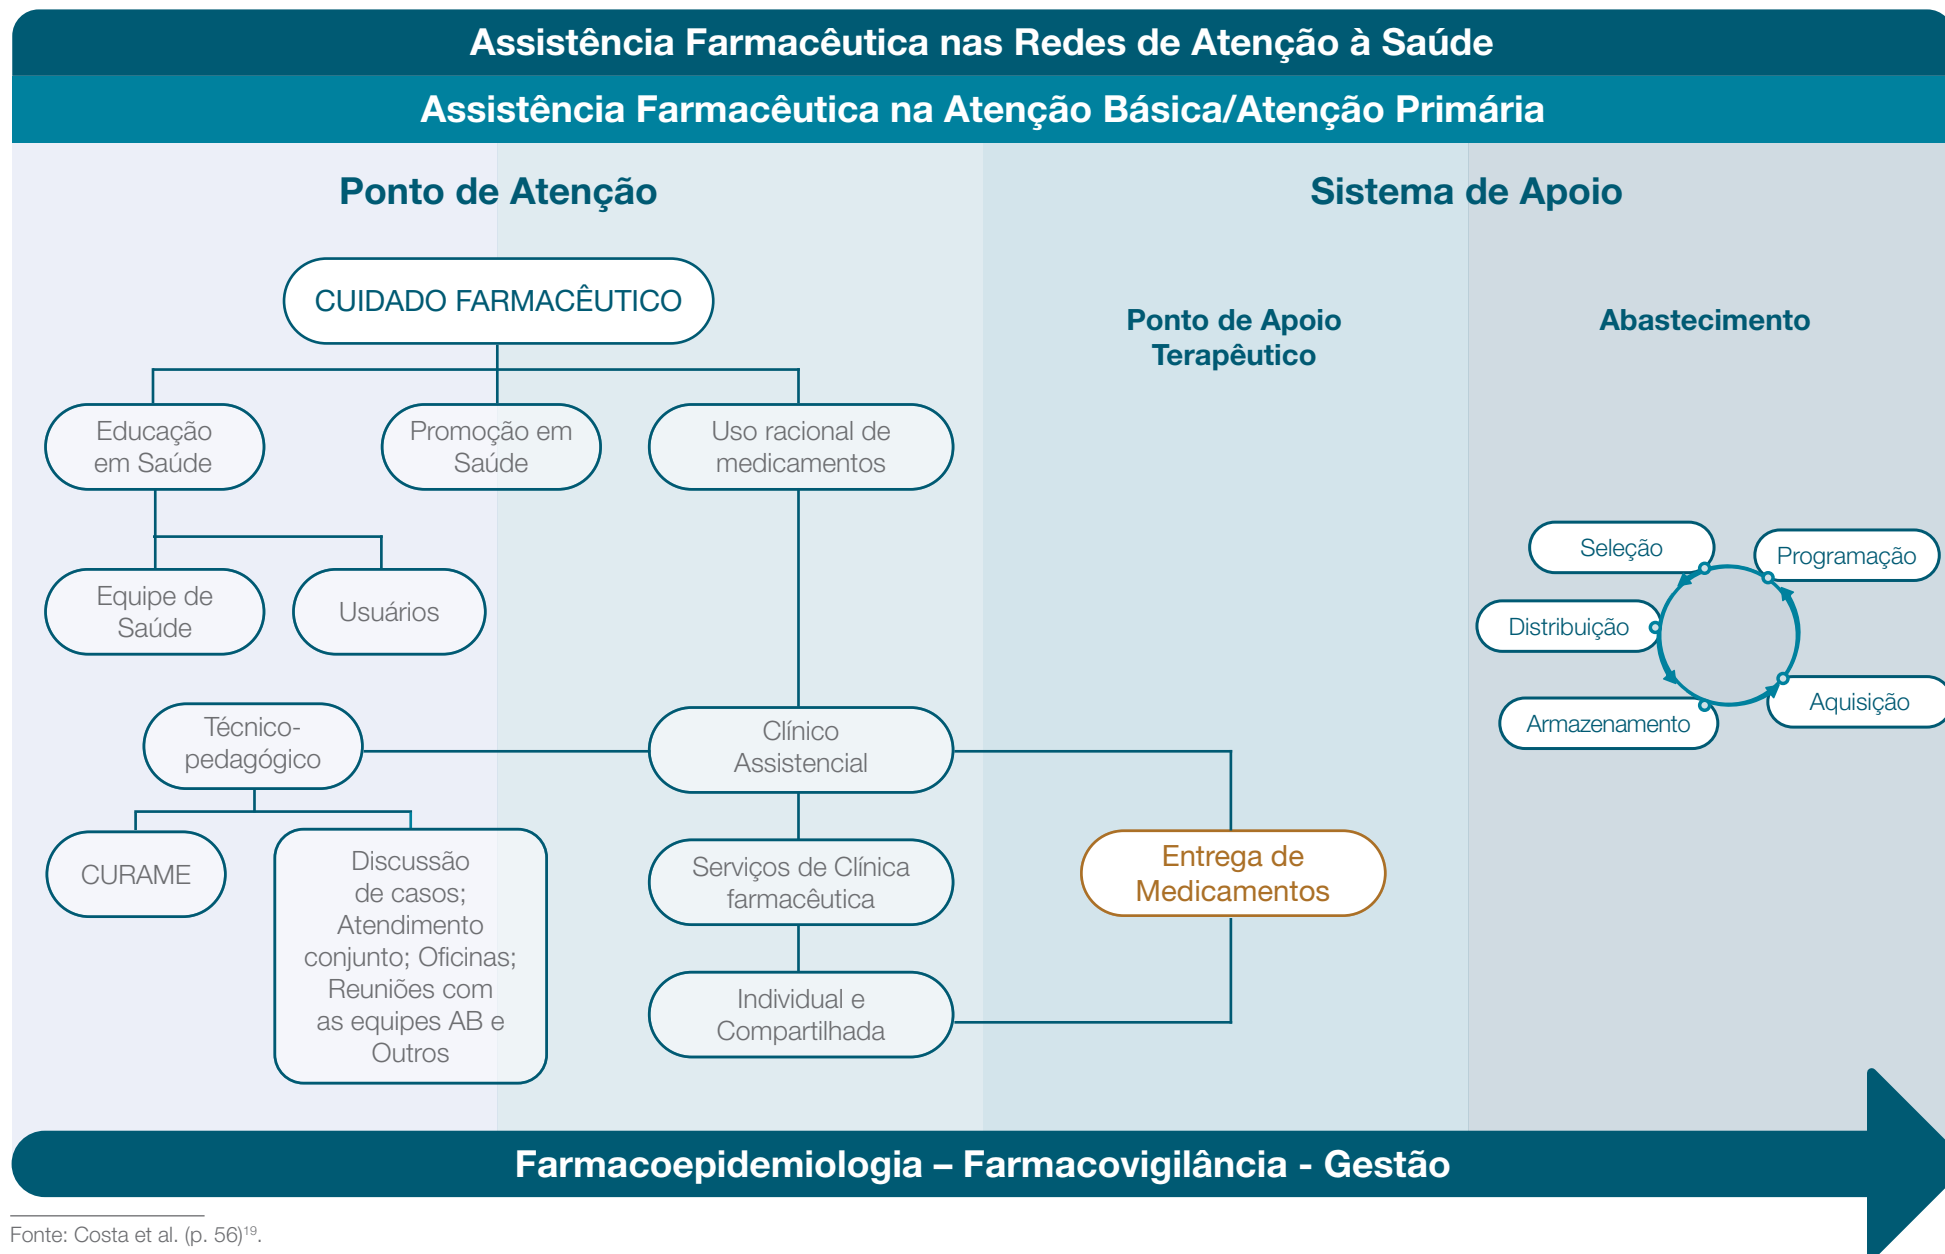 Assistência Farmacêutica nas Redes de Atenção à Saúde
Assistência Farmacêutica na Atenção Básica/Atenção Primária
Ponto de Atenção
Sistema de Apoio
CUIDADO FARMACÊUTICO
Ponto de Apoio
Terapêutico
Abastecimento
Educação
em Saúde
Promoção em
Saúde
Uso racional de
medicamentos
Equipe de
Saúde
Usuários
Seleção
Programação
Distribuição
Aquisição
Armazenamento
Técnico-
pedagógico
Clínico
Assistencial
CURAME
Discussão
de casos;
Atendimento
conjunto; Oficinas;
Reuniões com
as equipes AB e
Outros
Serviços de Clínica
farmacêutica
Entrega de
Medicamentos
Individual e
Compartilhada
Farmacoepidemiologia – Farmacovigilância - Gestão
Fonte: Costa et al. (p. 56)19.